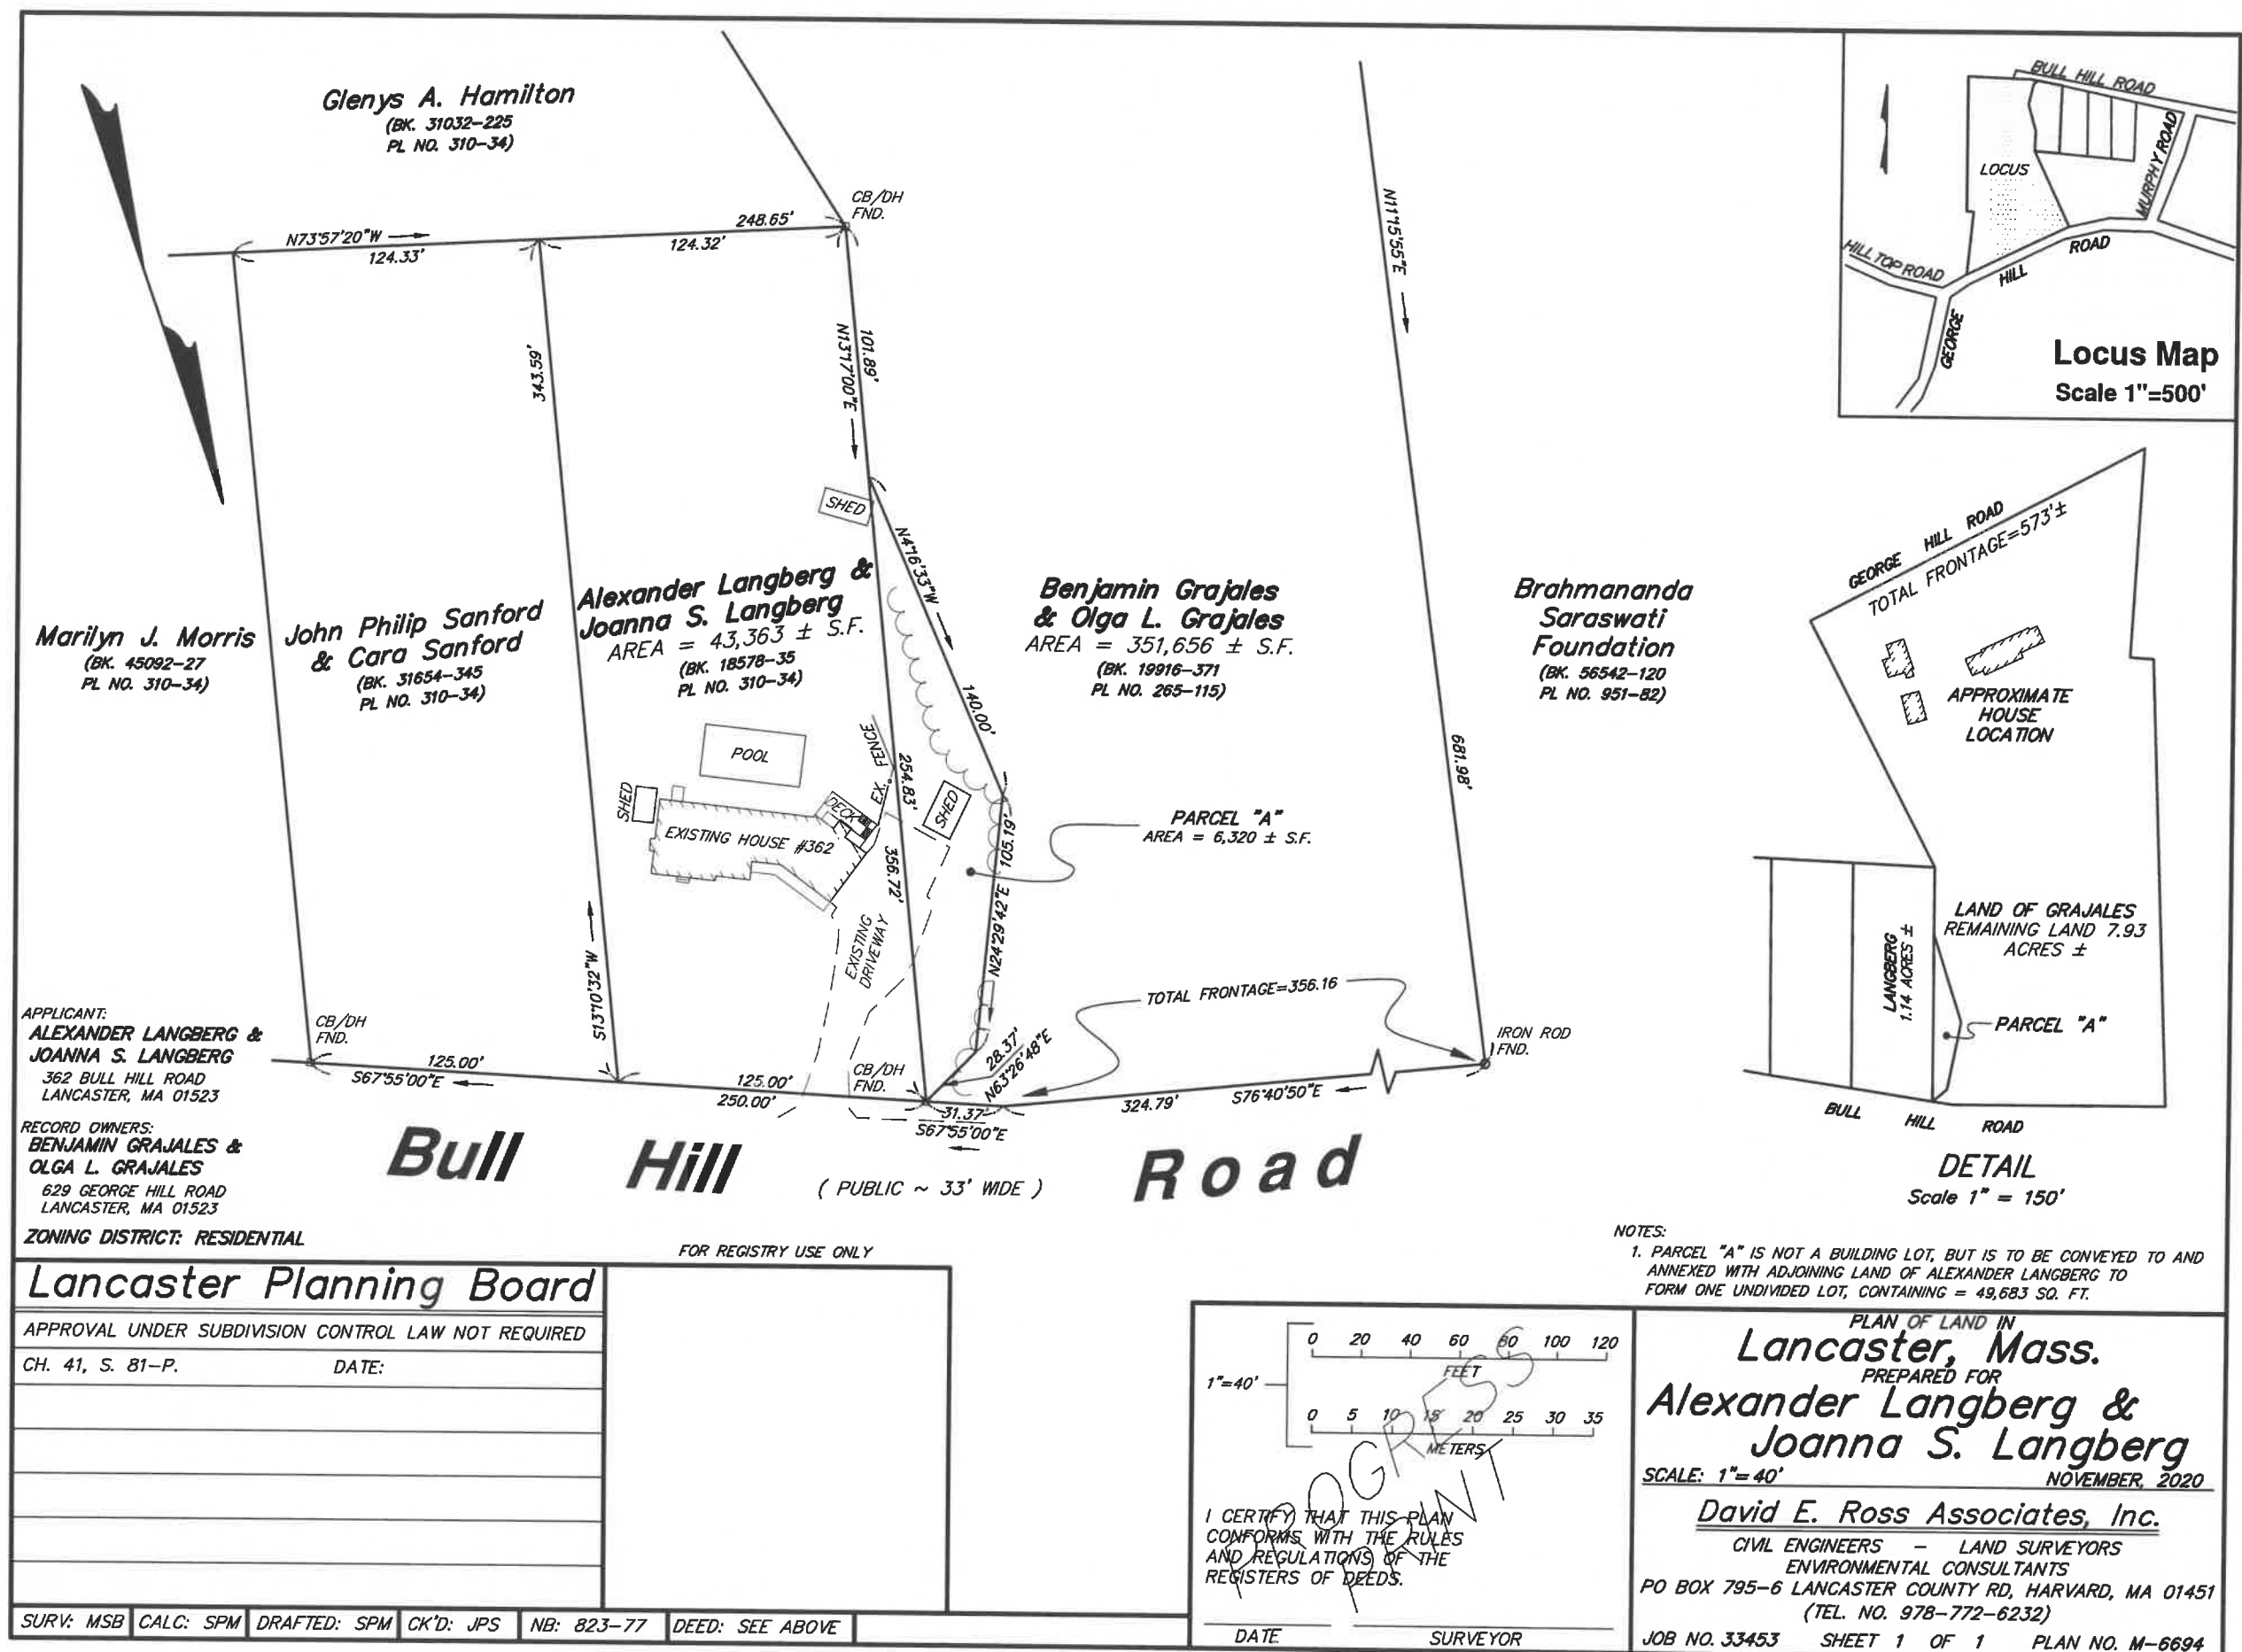 Glenys A. Hamilton
(BK. 31032-225
PL NO. 310-34)
CB/DH
FND.
N73°57'20"W
248.65'
124.33'
124.32'
343.59'
101.89'
N13°17'00"E
N11°15'55"E
SHED
N4°16'33"W
140.00'
Marilyn J. Morris
(BK. 45092-27
PL NO. 310-34)
John Philip Sanford
& Cara Sanford
(BK. 31654-345
PL NO. 310-34)
Alexander Langberg &
Joanna S. Langberg
AREA = 43,363 ± S.F.
(BK. 18578-35
PL NO. 310-34)
Benjamin Grajales
& Olga L. Grajales
AREA = 351,656 ± S.F.
(BK. 19916-371
PL NO. 265-115)
Brahmananda
Saraswati
Foundation
(BK. 56542-120
PL NO. 951-82)
POOL
SHED
DECK
EX. FENCE
254.83'
SHED
EXISTING HOUSE #362
356.72'
105.19'
N24°29'42"E
681.98'
PARCEL "A"
AREA = 6,320 ± S.F.
EXISTING
DRIVEWAY
S13°10'32"W
TOTAL FRONTAGE=356.16
IRON ROD
FND.
CB/DH
FND.
125.00'
S67°55'00"E
125.00'
250.00'
CB/DH
FND.
28.37'
N63°26'48"E
31.37'
S67°55'00"E
324.79'
S76°40'50"E
Bull Hill Road
( PUBLIC ~ 33' WIDE )
APPLICANT:
ALEXANDER LANGBERG &
JOANNA S. LANGBERG
362 BULL HILL ROAD
LANCASTER, MA 01523
RECORD OWNERS:
BENJAMIN GRAJALES &
OLGA L. GRAJALES
629 GEORGE HILL ROAD
LANCASTER, MA 01523
ZONING DISTRICT: RESIDENTIAL
BULL HILL ROAD
MURPHY ROAD
LOCUS
HILL TOP ROAD
GEORGE HILL ROAD
Locus Map
Scale 1"=500'
GEORGE HILL ROAD
TOTAL FRONTAGE=573'±
APPROXIMATE
HOUSE
LOCATION
LAND OF GRAJALES
REMAINING LAND 7.93
ACRES ±
LANGBERG
1.14 ACRES ±
PARCEL "A"
BULL HILL ROAD
DETAIL
Scale 1" = 150'
NOTES:
1. PARCEL "A" IS NOT A BUILDING LOT, BUT IS TO BE CONVEYED TO AND
ANNEXED WITH ADJOINING LAND OF ALEXANDER LANGBERG TO
FORM ONE UNDIVIDED LOT, CONTAINING = 49,683 SQ. FT.
FOR REGISTRY USE ONLY
Lancaster Planning Board
APPROVAL UNDER SUBDIVISION CONTROL LAW NOT REQUIRED
CH. 41, S. 81-P. DATE:
1"=40'
0 20 40 60 80 100 120
FEET
0 5 10 15 20 25 30 35
METERS
PROGRESS
PRINT
I CERTIFY THAT THIS PLAN
CONFORMS WITH THE RULES
AND REGULATIONS OF THE
REGISTERS OF DEEDS.
DATE SURVEYOR
PLAN OF LAND IN
Lancaster, Mass.
PREPARED FOR
Alexander Langberg &
Joanna S. Langberg
SCALE: 1"=40' NOVEMBER, 2020
David E. Ross Associates, Inc.
CIVIL ENGINEERS - LAND SURVEYORS
ENVIRONMENTAL CONSULTANTS
PO BOX 795-6 LANCASTER COUNTY RD, HARVARD, MA 01451
(TEL. NO. 978-772-6232)
JOB NO. 33453 SHEET 1 OF 1 PLAN NO. M-6694
SURV: MSB CALC: SPM DRAFTED: SPM CK'D: JPS NB: 823-77 DEED: SEE ABOVE